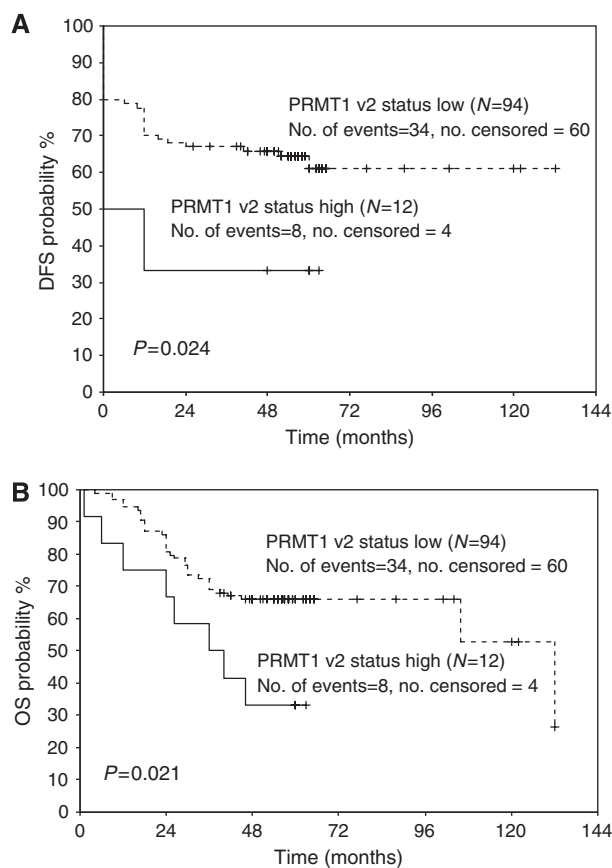 A
100
90
80
70
60
50
40
30
20
10
0
DFS probability %
PRMT1 v2 status low (N=94)
No. of events=34, no. censored = 60
PRMT1 v2 status high (N=12)
No. of events=8, no. censored = 4
P=0.024
0 24 48 72 96 120 144
Time (months)
B
100
90
80
70
60
50
40
30
20
10
0
OS probability %
PRMT1 v2 status low (N=94)
No. of events=34, no. censored = 60
PRMT1 v2 status high (N=12)
No. of events=8, no. censored = 4
P=0.021
0 24 48 72 96 120 144
Time (months)